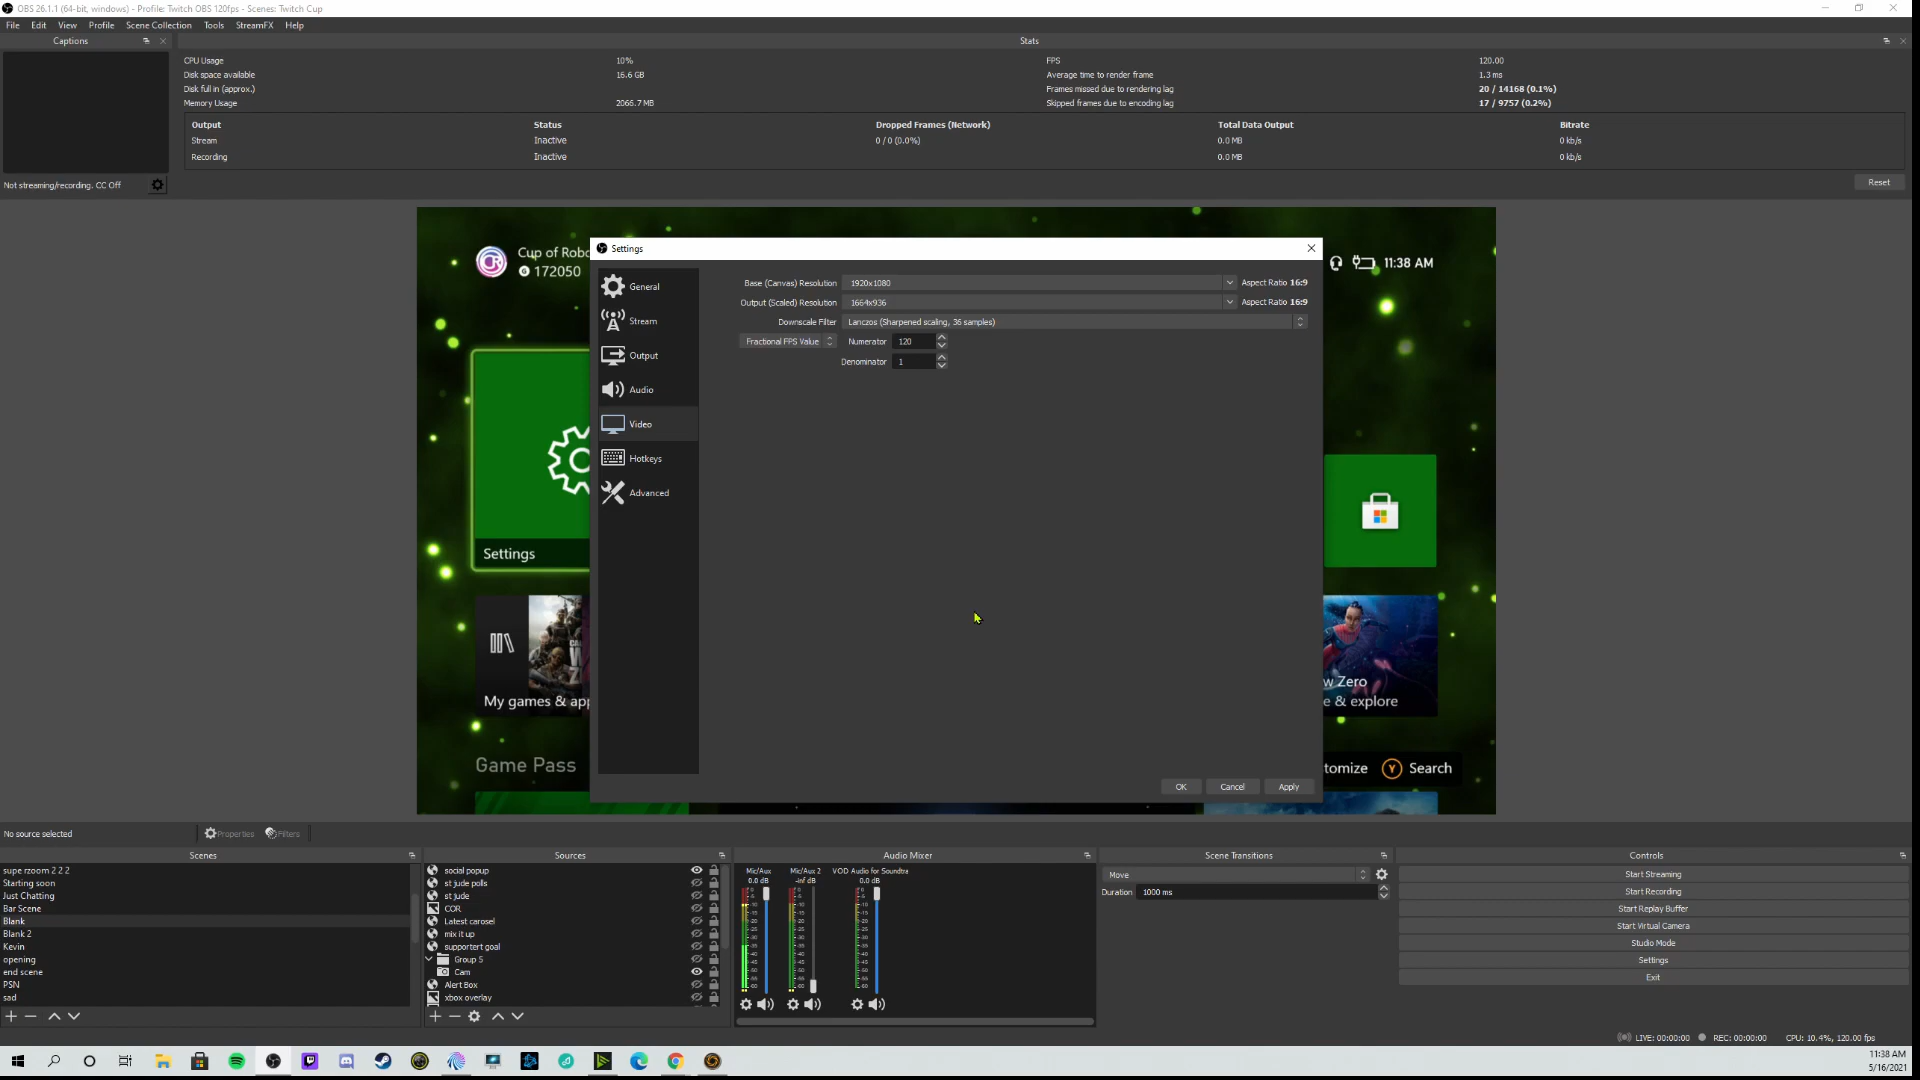 OBS 26.1.1 (64-bit, windows) - Profile: Twitch OBS 120fps - Scenes: Twitch Cup
File Edit View Profile Scene Collection Tools StreamFX Help
Captions
Stats
CPU Usage 10% FPS 120.00
Disk space available 16.6 GB Average time to render frame 1.3 ms
Disk full in (approx.) Frames missed due to rendering lag 20 / 14168 (0.1%)
Memory Usage 2066.7 MB Skipped frames due to encoding lag 17 / 9757 (0.2%)
Output Status Dropped Frames (Network) Total Data Output Bitrate
Stream Inactive 0 / 0 (0.0%) 0.0 MB 0 kb/s
Recording Inactive 0.0 MB 0 kb/s
Not streaming/recording. CC Off
Reset
Cup of Robo
G 172050
11:38 AM
Settings
My games & app
Game Pass
w Zero
e & explore
tomize Y Search
Settings
General
Stream
Output
Audio
Video
Hotkeys
Advanced
Base (Canvas) Resolution 1920x1080 Aspect Ratio 16:9
Output (Scaled) Resolution 1664x936 Aspect Ratio 16:9
Downscale Filter Lanczos (Sharpened scaling, 36 samples)
Fractional FPS Value Numerator 120
Denominator 1
OK Cancel Apply
No source selected Properties Filters
Scenes
supe rzoom 2 2 2
Starting soon
Just Chatting
Bar Scene
Blank
Blank 2
Kevin
opening
end scene
PSN
sad
Sources
social popup
st jude polls
st jude
COR
Latest carosel
mix it up
supportert goal
Group 5
Cam
Alert Box
xbox overlay
Audio Mixer
Mic/Aux Mic/Aux 2 VOD Audio for Soundtra
0.0 dB -inf dB 0.0 dB
Scene Transitions
Move
Duration 1000 ms
Controls
Start Streaming
Start Recording
Start Replay Buffer
Start Virtual Camera
Studio Mode
Settings
Exit
LIVE: 00:00:00 REC: 00:00:00 CPU: 10.4%, 120.00 fps
11:38 AM
5/16/2021